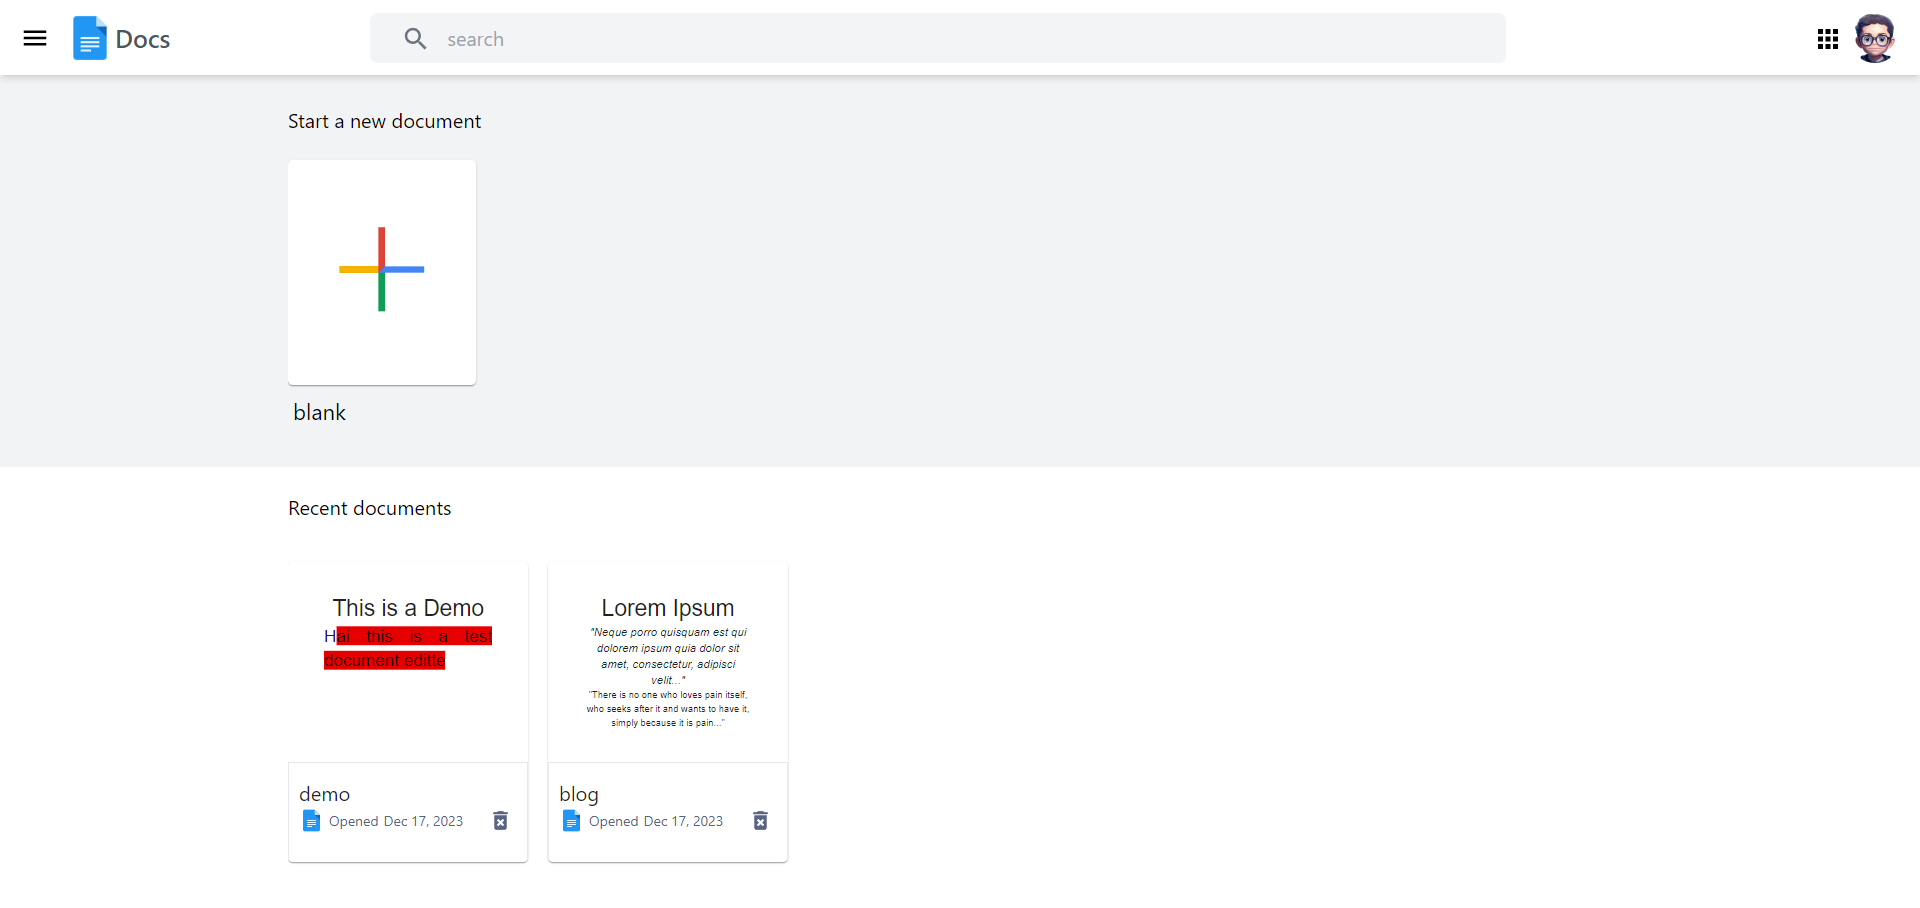 Docs
search
Start a new document
blank
Recent documents
This is a Demo
Hai this is a test
document editte
demo
Opened Dec 17, 2023
Lorem Ipsum
"Neque porro quisquam est qui
dolorem ipsum quia dolor sit
amet, consectetur, adipisci
velit..."
"There is no one who loves pain itself,
who seeks after it and wants to have it,
simply because it is pain..."
blog
Opened Dec 17, 2023